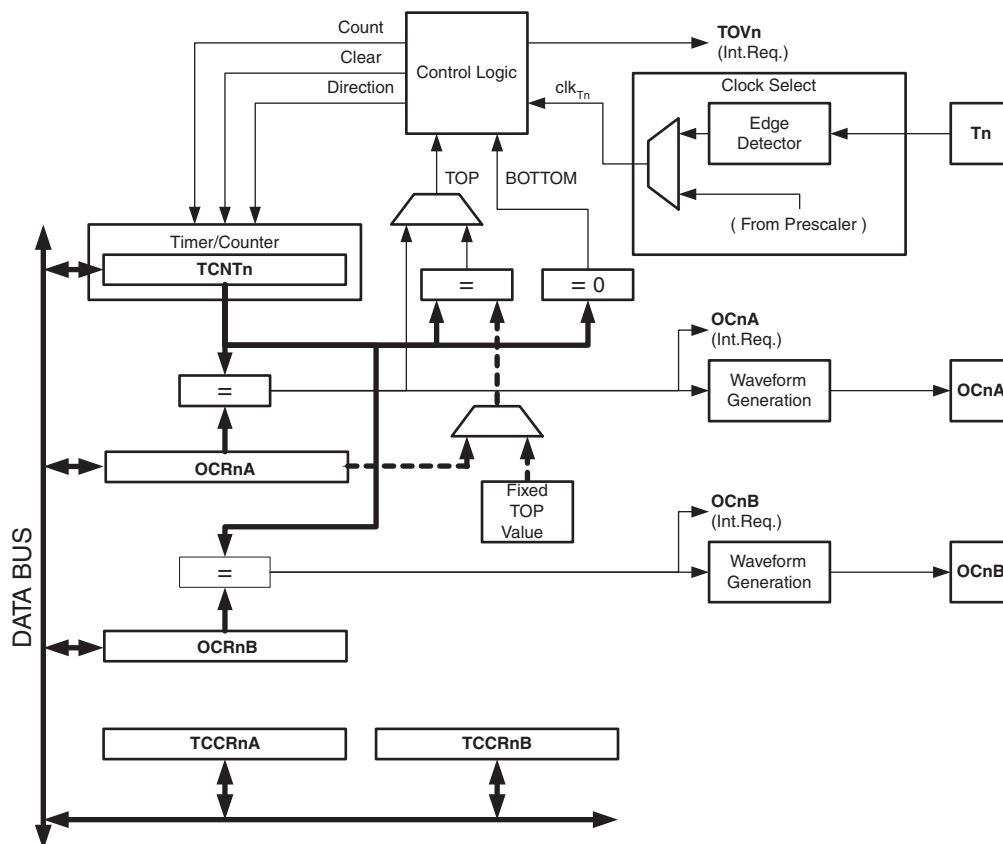 Count
Clear
Direction
Control Logic
TOVn
(Int.Req.)
clkTn
Clock Select
Edge
Detector
Tn
( From Prescaler )
TOP
BOTTOM
Timer/Counter
TCNTn
=
= 0
OCnA
(Int.Req.)
=
Waveform
Generation
OCnA
OCRnA
Fixed
TOP
Value
OCnB
(Int.Req.)
=
Waveform
Generation
OCnB
OCRnB
DATA BUS
TCCRnA
TCCRnB